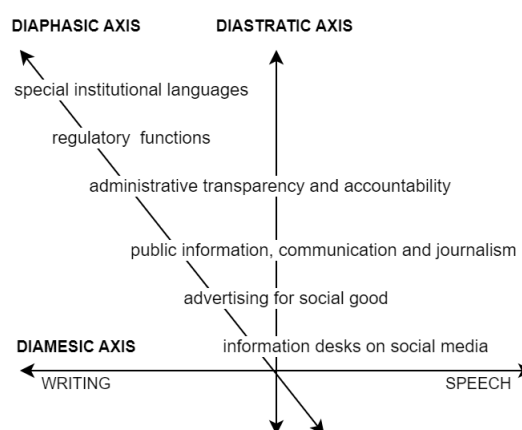 DIAPHASIC AXIS
DIASTRATIC AXIS
special institutional languages
regulatory functions
administrative transparency and accountability
public information, communication and journalism
advertising for social good
DIAMESIC AXIS
information desks on social media
WRITING
SPEECH